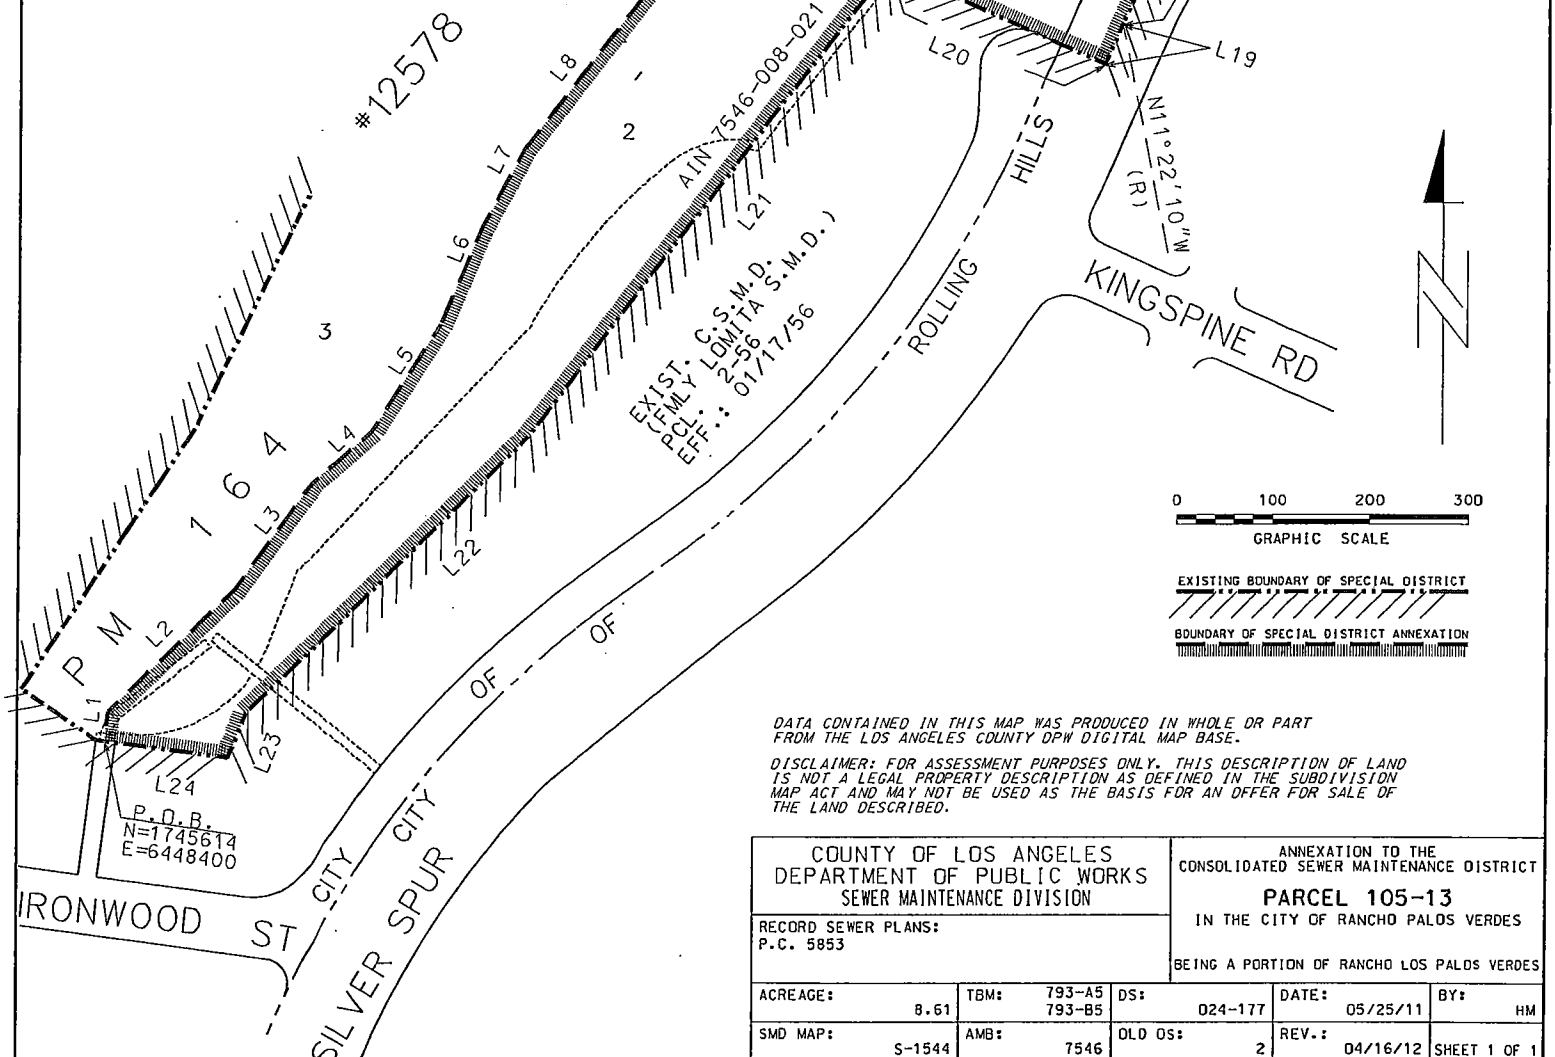 #12578
L8
2
AIN 7546-008-021
L20
L19
N11°22'10"W
(R)
HILLS
L7
L21
L6
ROLLING
KINGSPINE RD
N
3
L5
EXIST. C.S.M.D.
(FMLY LOMITA S.M.D.)
PCL. 2-56
EFF.: 01/17/56
L4
PM 164
L3
L22
L2
L1
OF
OF
L23
L24
P.O.B.
N=1745614
E=6448400
CITY
CITY
IRONWOOD ST
SILVER SPUR
0 100 200 300
GRAPHIC SCALE
EXISTING BOUNDARY OF SPECIAL DISTRICT
BOUNDARY OF SPECIAL DISTRICT ANNEXATION
DATA CONTAINED IN THIS MAP WAS PRODUCED IN WHOLE OR PART
FROM THE LOS ANGELES COUNTY DPW DIGITAL MAP BASE.
DISCLAIMER: FOR ASSESSMENT PURPOSES ONLY. THIS DESCRIPTION OF LAND
IS NOT A LEGAL PROPERTY DESCRIPTION AS DEFINED IN THE SUBDIVISION
MAP ACT AND MAY NOT BE USED AS THE BASIS FOR AN OFFER FOR SALE OF
THE LAND DESCRIBED.
COUNTY OF LOS ANGELES
DEPARTMENT OF PUBLIC WORKS
SEWER MAINTENANCE DIVISION
RECORD SEWER PLANS:
P.C. 5853
ANNEXATION TO THE
CONSOLIDATED SEWER MAINTENANCE DISTRICT
PARCEL 105-13
IN THE CITY OF RANCHO PALOS VERDES
BEING A PORTION OF RANCHO LOS PALOS VERDES
ACREAGE: 8.61
TBM: 793-A5
793-B5
DS: 024-177
DATE: 05/25/11
BY: HM
SMD MAP: S-1544
AMB: 7546
OLD DS: 2
REV.: 04/16/12
SHEET 1 OF 1